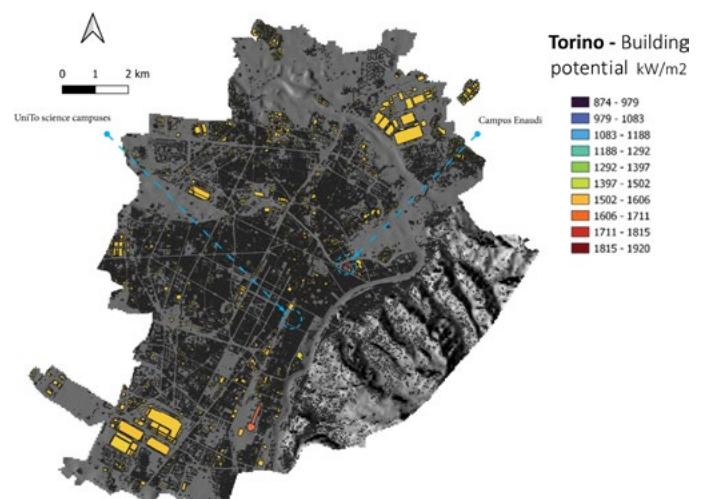 Torino - Building
potential kW/m2
0 1 2 km
UniTo science campuses
Campus Enaudi
874 - 979
979 - 1083
1083 - 1188
1188 - 1292
1292 - 1397
1397 - 1502
1502 - 1606
1606 - 1711
1711 - 1815
1815 - 1920